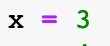 x = 3